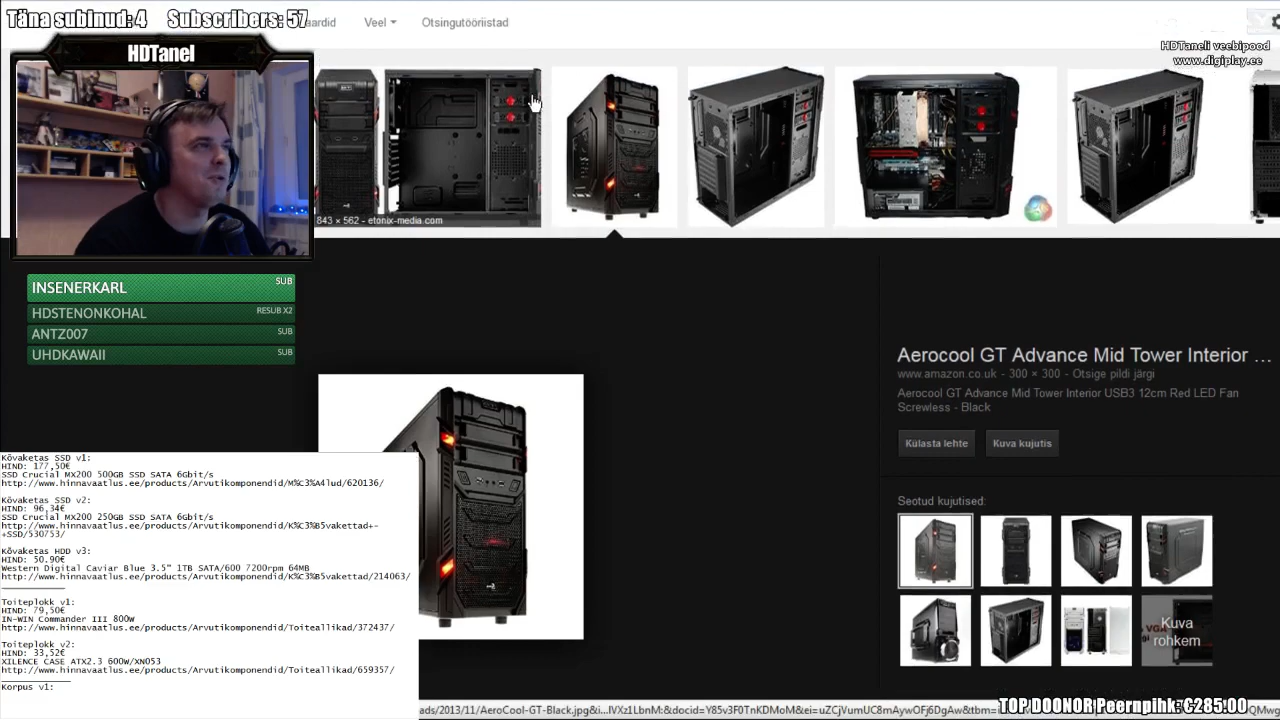 Täna subinud: 4
Subscribers: 57
Veel
Otsingutööriistad
HDTanel
HDTaneli veebipood
www.digiplay.ee
843 × 562 - etonix-media.com
INSENERKARL SUB
HDSTENONKOHAL RESUB X2
ANTZ007 SUB
UHDKAWAII SUB
Aerocool GT Advance Mid Tower Interior ...
www.amazon.co.uk - 300 × 300 - Otsige pildi järgi
Aerocool GT Advance Mid Tower Interior USB3 12cm Red LED Fan
Screwless - Black
Külasta lehte
Kuva kujutis
Seotud kujutised:
Kuva
rohkem
Kõvaketas SSD v1:
HIND: 177,50€
SSD Crucial MX200 500GB SSD SATA 6Gbit/s
http://www.hinnavaatlus.ee/products/Arvutikomponendid/M%C3%A4lud/620136/
Kõvaketas SSD v2:
HIND: 96,34€
SSD Crucial MX200 250GB SSD SATA 6Gbit/s
http://www.hinnavaatlus.ee/products/Arvutikomponendid/K%C3%B5vakettad+-
+SSD/530753/
Kõvaketas HDD v3:
HIND: 50.90€
Western Digital Caviar Blue 3.5" 1TB SATA/600 7200rpm 64MB
http://www.hinnavaatlus.ee/products/Arvutikomponendid/K%C3%B5vakettad/214063/
Toiteplokk v1:
HIND: 79,50€
IN-WIN Commander III 800w
http://www.hinnavaatlus.ee/products/Arvutikomponendid/Toiteallikad/372437/
Toiteplokk v2:
HIND: 33,52€
XILENCE CASE ATX2.3 600W/XN053
http://www.hinnavaatlus.ee/products/Arvutikomponendid/Toiteallikad/659357/
Korpus v1:
TOP DOONOR Peernpihk: €285.00